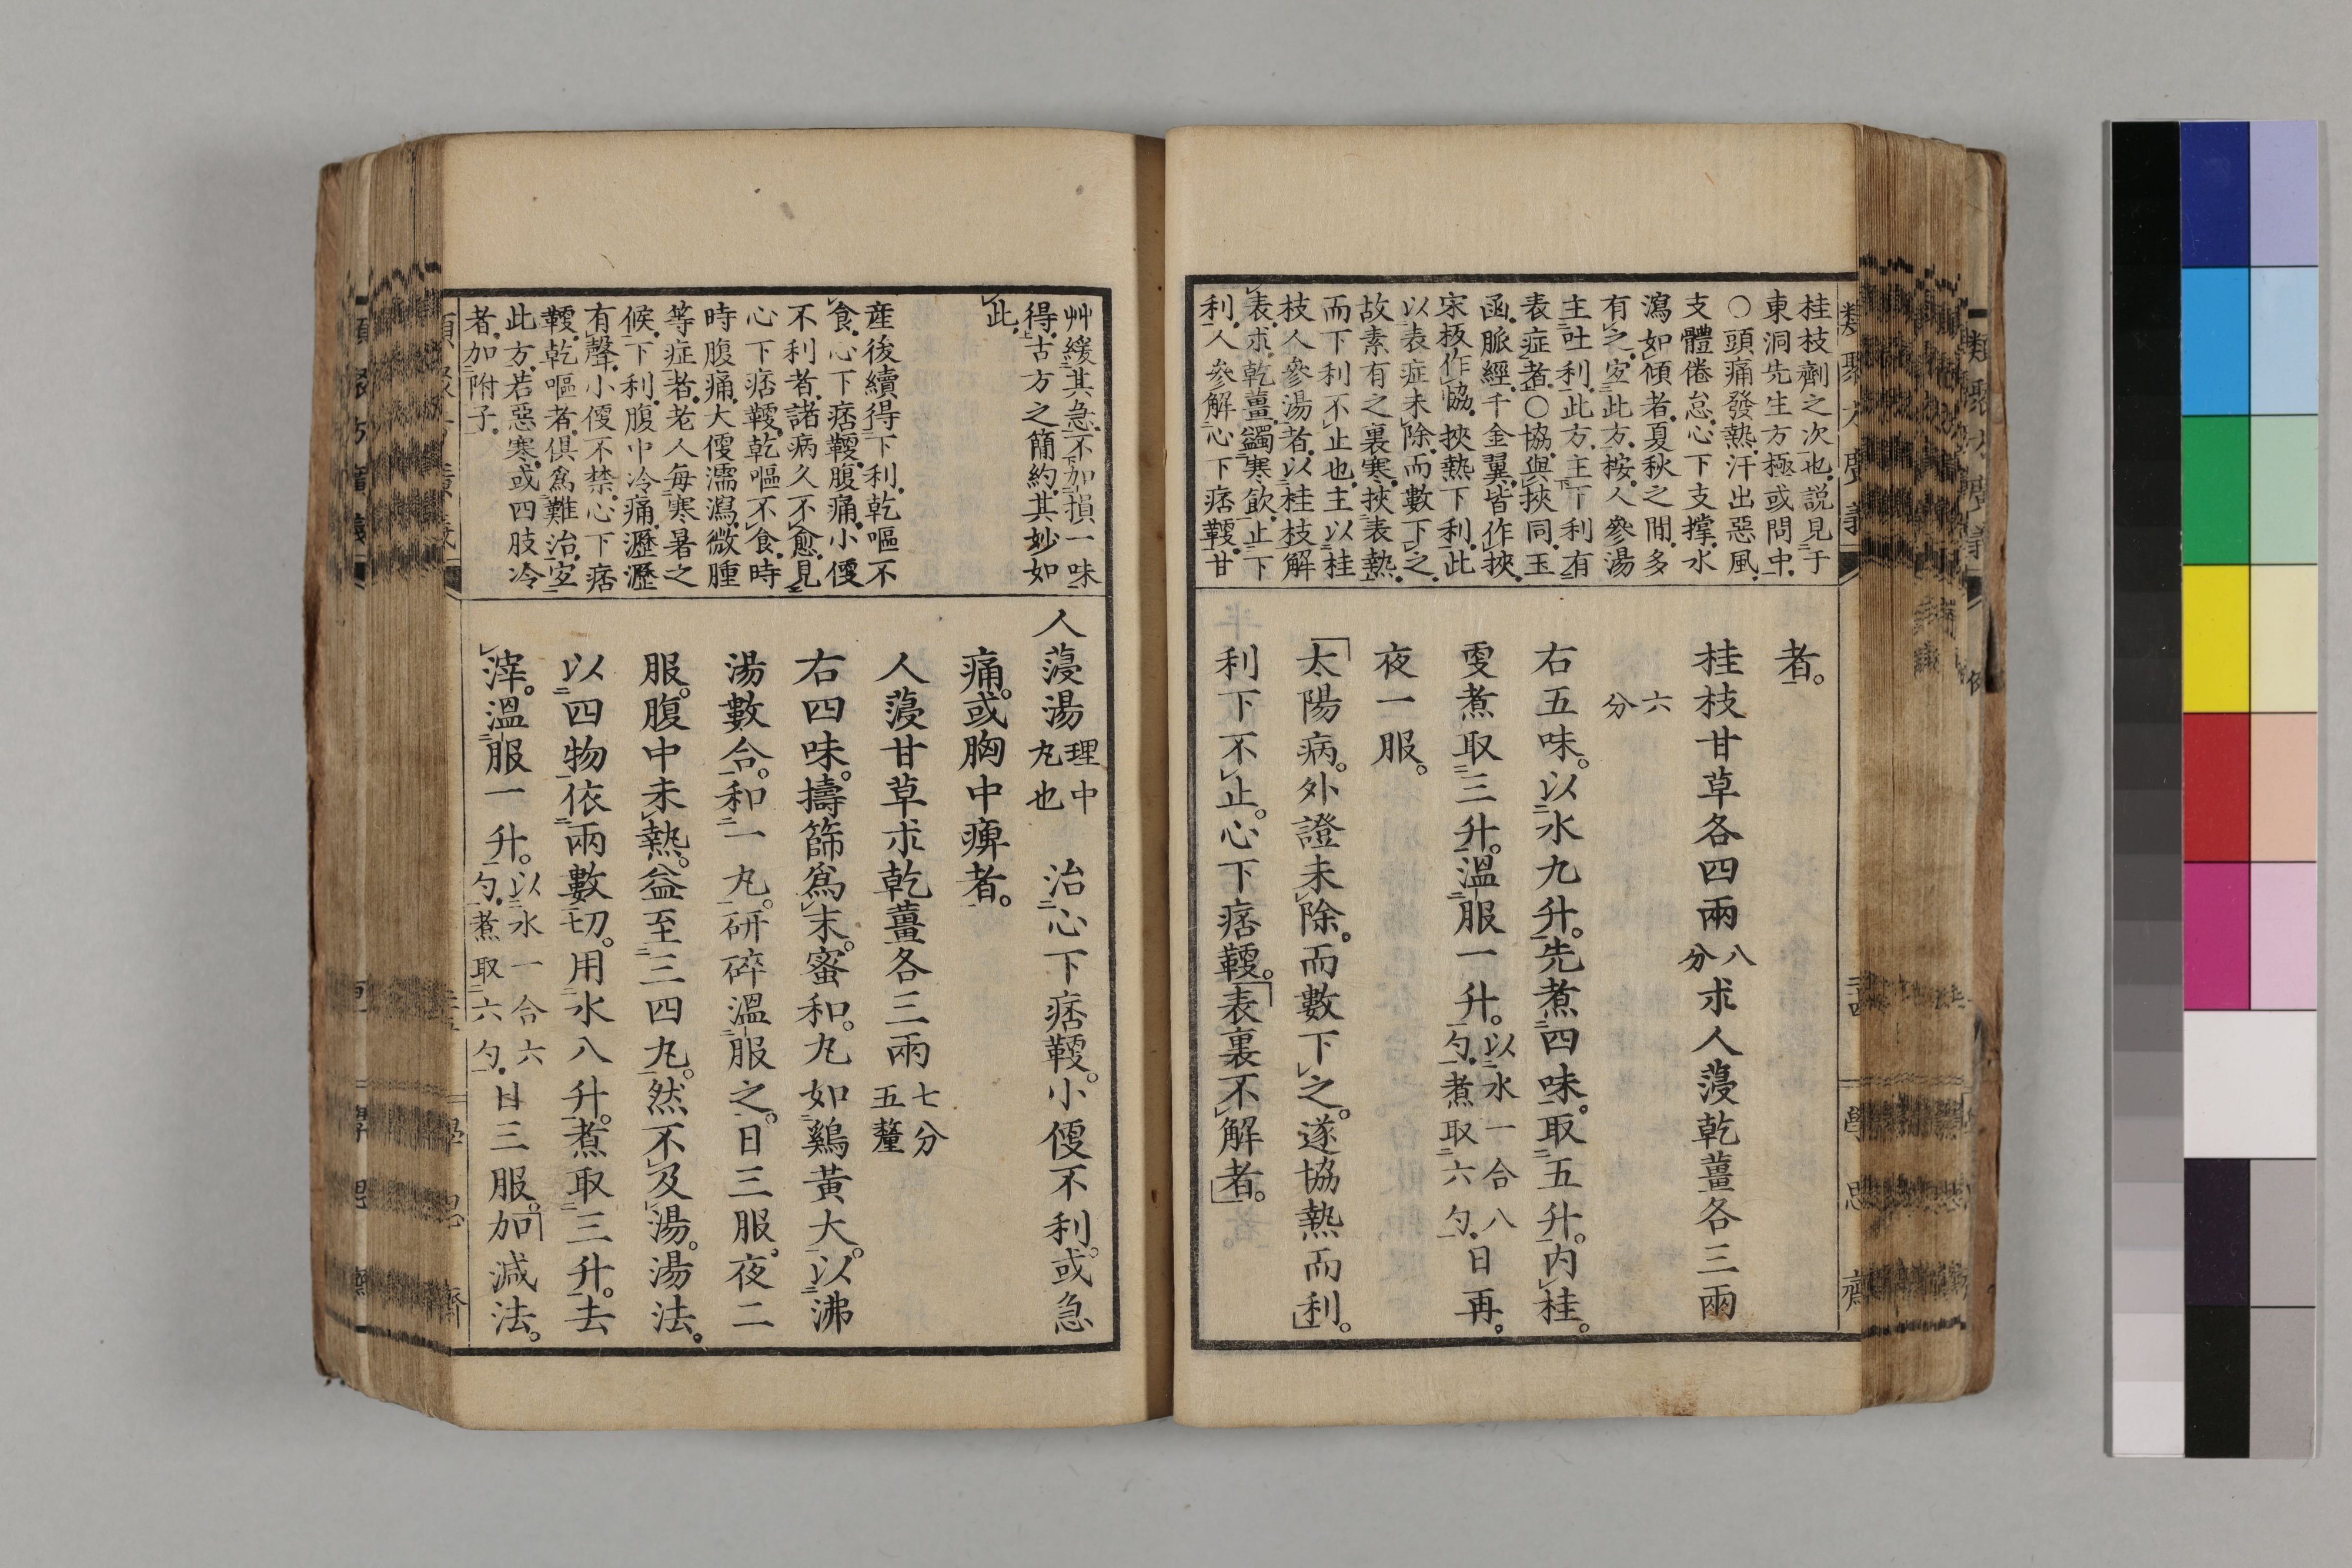 桂枝劑之次也。説見于
東洞先生方極或問中。
○頭痛發熱。汗出惡風。
支體倦怠。心下支撑。水
瀉如傾者。夏秋之間。多
有之。宜此方。桉。人參湯
主吐利。此方。主下利有
表症者。○協。與挾同。玉
函。脈經。千金翼。皆作挾。
宋板作協。挾熱下利。此
以表症未除。而數下之。
故素有之裏寒。挾表熱。
而下利不止也。主以桂
枝人參湯者。以桂枝解
表。朮。乾薑。蠲寒飮。止下
利。人參解心下痞鞕。甘
者。
桂枝甘草各四兩八分朮人薓乾薑各三兩
六分
右五味。以水九升。先煮四味。取五升。内桂。
更煮取三升。溫服一升。以水一合八勺。煮取六勺。日再。
夜一服。
「太陽病。外證未除。而數下之。遂協熱而利」。
利下不止。心下痞鞕。「表裏不解者」。
艸緩其急。不加損一味
得。古方之簡約。其妙如
此。
産後續得下利。乾嘔不
食。心下痞鞕。腹痛。小便
不利者。諸病久不愈。見
心下痞鞕。乾嘔不食。時
時腹痛。大便濡瀉。微腫
等症者。老人每寒暑之
候。下利。腹中冷痛。瀝瀝
有聲。小便不禁。心下痞
鞕。乾嘔者。俱爲難治。宜
此方。若惡寒。或四肢冷
者。加附子。
人薓湯理中丸也 治心下痞鞕。小便不利。或急
痛。或胸中痺者。
人薓甘草朮乾薑各三兩七分五釐
右四味。擣篩爲末。蜜和。丸如鷄黃大。以沸
湯數合。和一丸。研碎溫服之。日三服。夜二
服。腹中未熱。益至三四丸。然不及湯。湯法。
以四物依兩數切。用水八升。煮取三升。去
滓。溫服一升。以水一合六勺。煮取六勺。日三服。「加減法。
類聚方廣義
三四
學思齋